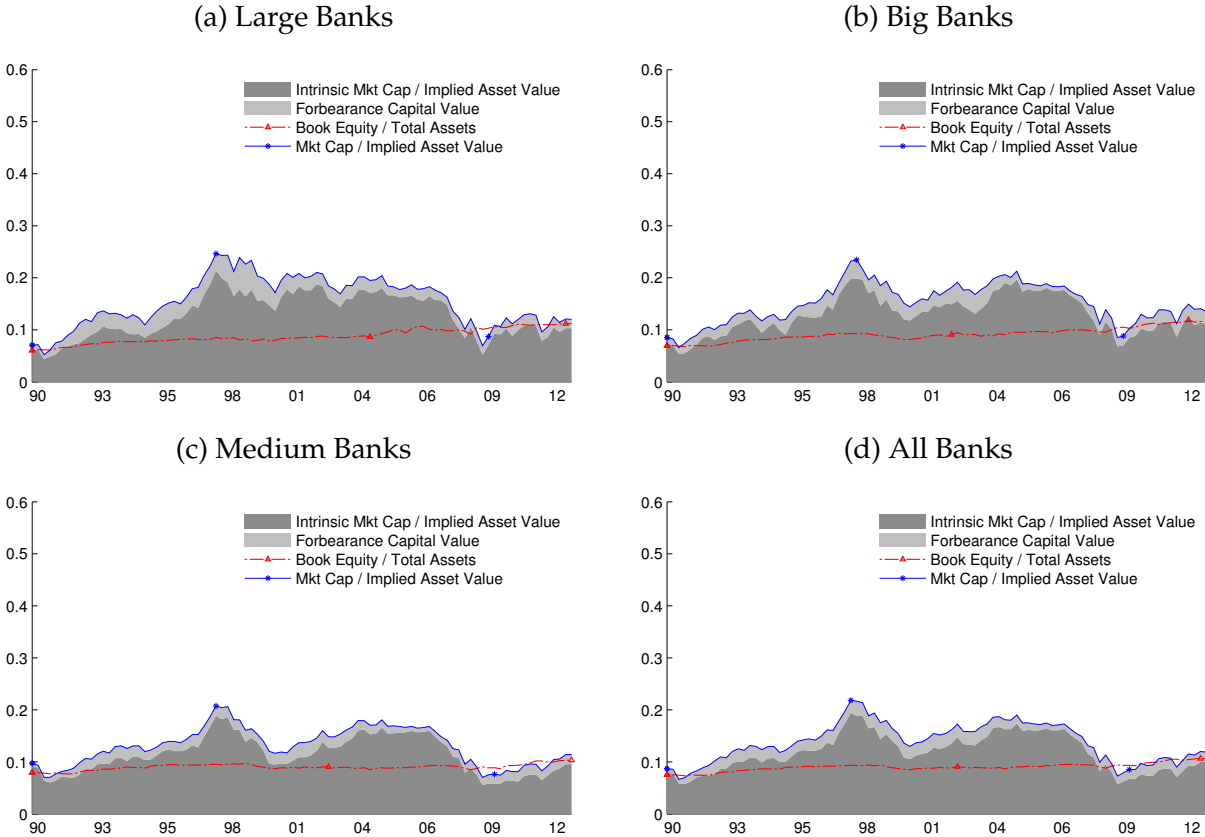 (a) Large Banks
0.6
0.5
0.4
0.3
0.2
0.1
0
Intrinsic Mkt Cap / Implied Asset Value
Forbearance Capital Value
Book Equity / Total Assets
Mkt Cap / Implied Asset Value
90 93 95 98 01 04 06 09 12
(b) Big Banks
0.6
0.5
0.4
0.3
0.2
0.1
0
Intrinsic Mkt Cap / Implied Asset Value
Forbearance Capital Value
Book Equity / Total Assets
Mkt Cap / Implied Asset Value
90 93 95 98 01 04 06 09 12
(c) Medium Banks
0.6
0.5
0.4
0.3
0.2
0.1
0
Intrinsic Mkt Cap / Implied Asset Value
Forbearance Capital Value
Book Equity / Total Assets
Mkt Cap / Implied Asset Value
90 93 95 98 01 04 06 09 12
(d) All Banks
0.6
0.5
0.4
0.3
0.2
0.1
0
Intrinsic Mkt Cap / Implied Asset Value
Forbearance Capital Value
Book Equity / Total Assets
Mkt Cap / Implied Asset Value
90 93 95 98 01 04 06 09 12